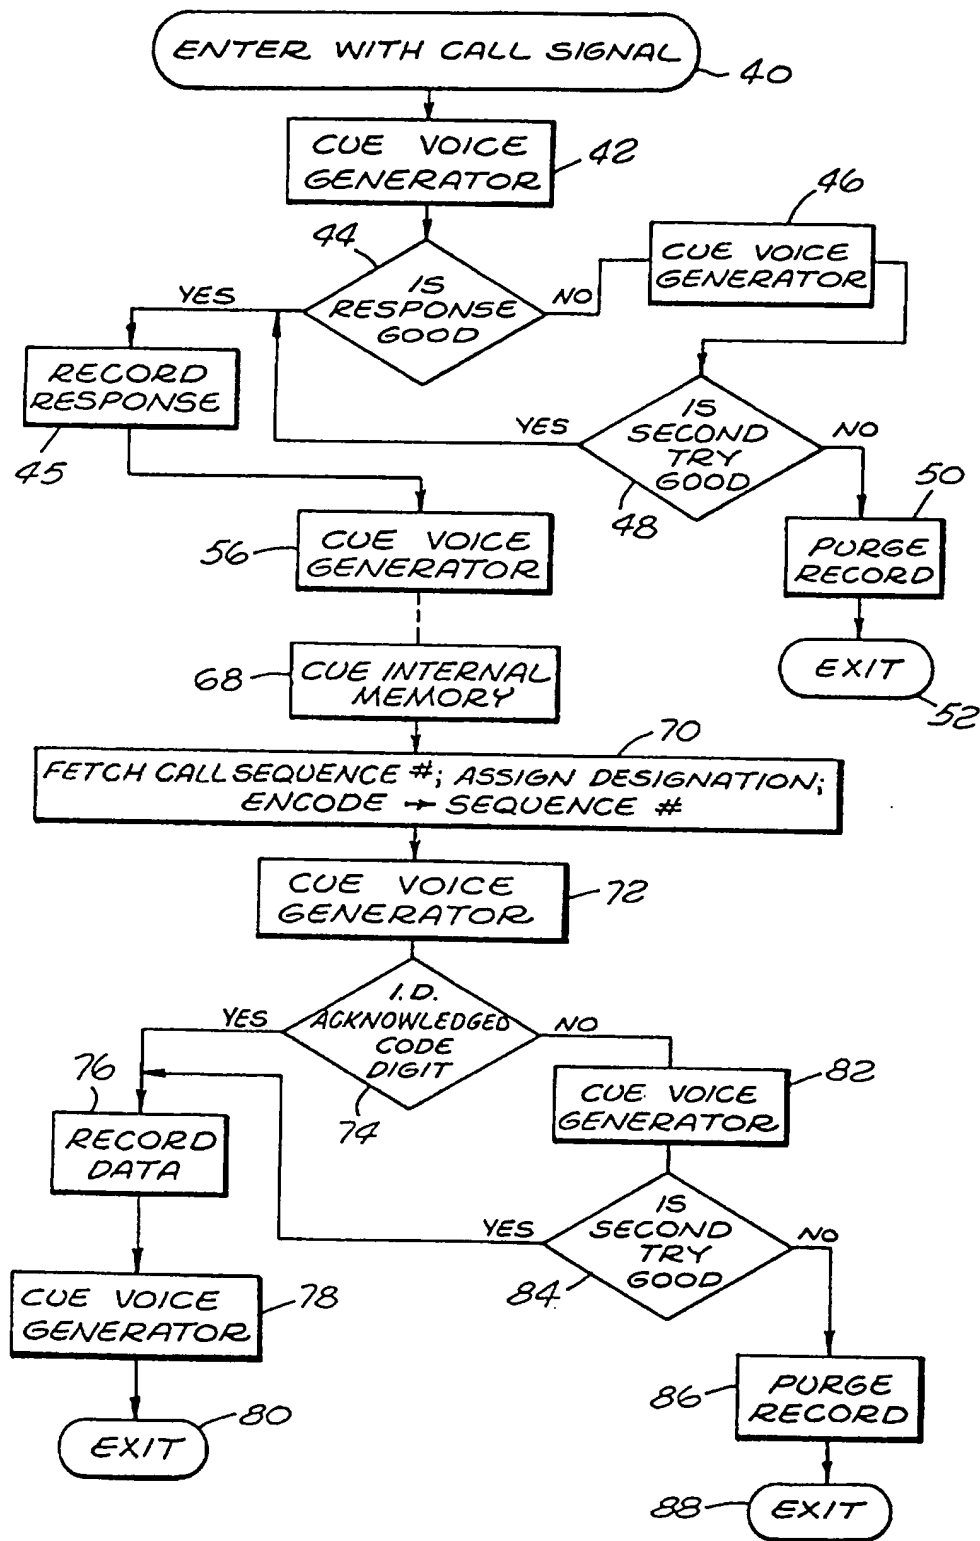 ENTER WITH CALL SIGNAL
40
CUE VOICE
GENERATOR
42
44
IS
RESPONSE
GOOD
YES
NO
46
CUE VOICE
GENERATOR
RECORD
RESPONSE
45
IS
SECOND
TRY
GOOD
YES
NO
48
50
PURGE
RECORD
EXIT
52
56
CUE VOICE
GENERATOR
68
CUE INTERNAL
MEMORY
70
FETCH CALL SEQUENCE #; ASSIGN DESIGNATION;
ENCODE → SEQUENCE #
CUE VOICE
GENERATOR
72
I.D.
ACKNOWLEDGED
CODE
DIGIT
YES
NO
74
76
RECORD
DATA
82
CUE VOICE
GENERATOR
IS
SECOND
TRY
GOOD
YES
NO
84
CUE VOICE
GENERATOR
78
86
PURGE
RECORD
EXIT
80
88
EXIT